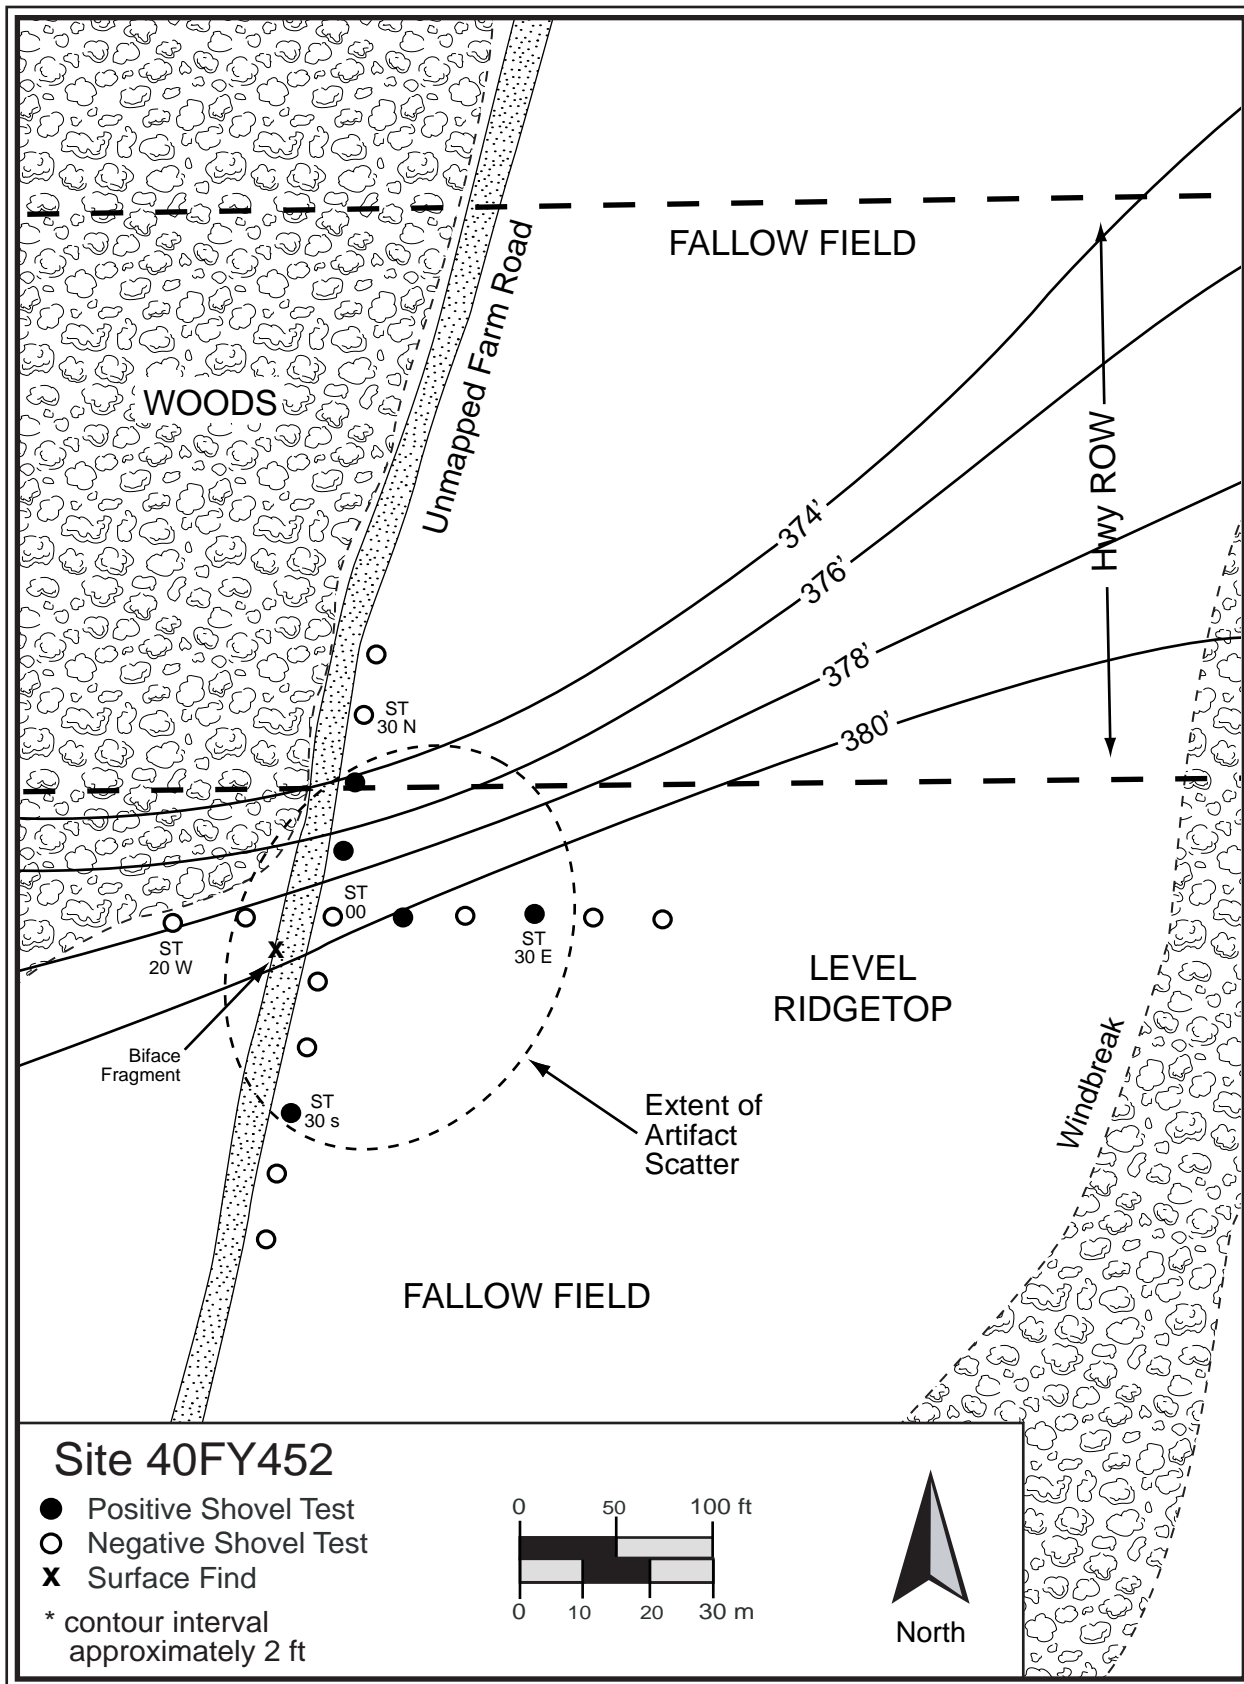 FALLOW FIELD
Unmapped Farm Road
WOODS
Hwy ROW
374'
376'
378'
380'
ST
30 N
ST
00
ST
20 W
ST
30 E
LEVEL
RIDGETOP
Biface
Fragment
Windbreak
ST
30 s
Extent of
Artifact
Scatter
FALLOW FIELD
Site 40FY452
Positive Shovel Test
Negative Shovel Test
x Surface Find
* contour interval
approximately 2 ft
0 50 100 ft
0 10 20 30 m
North
x